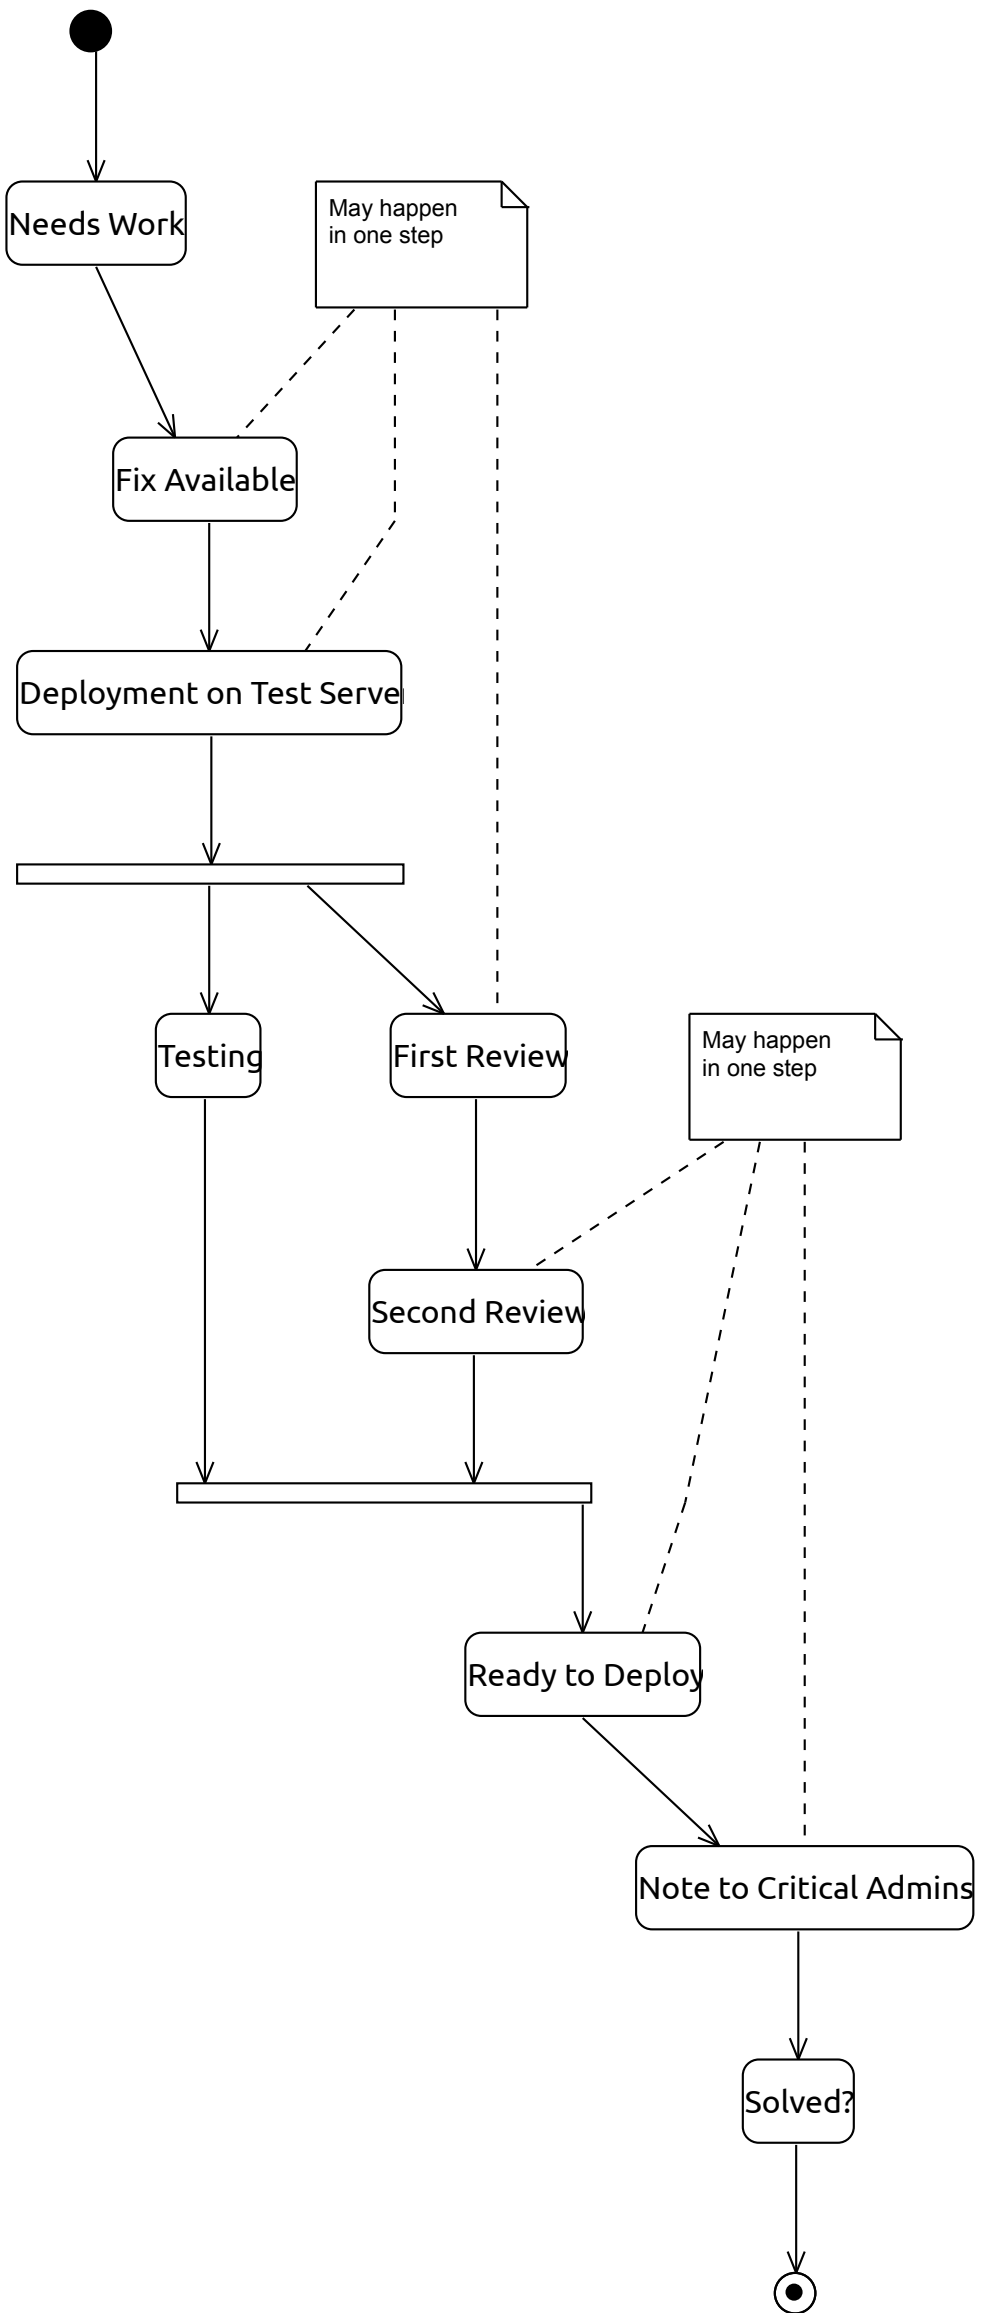 Needs Work
May happen
in one step
Fix Available
Deployment on Test Server
Testing
First Review
May happen
in one step
Second Review
Ready to Deploy
Note to Critical Admins
Solved?